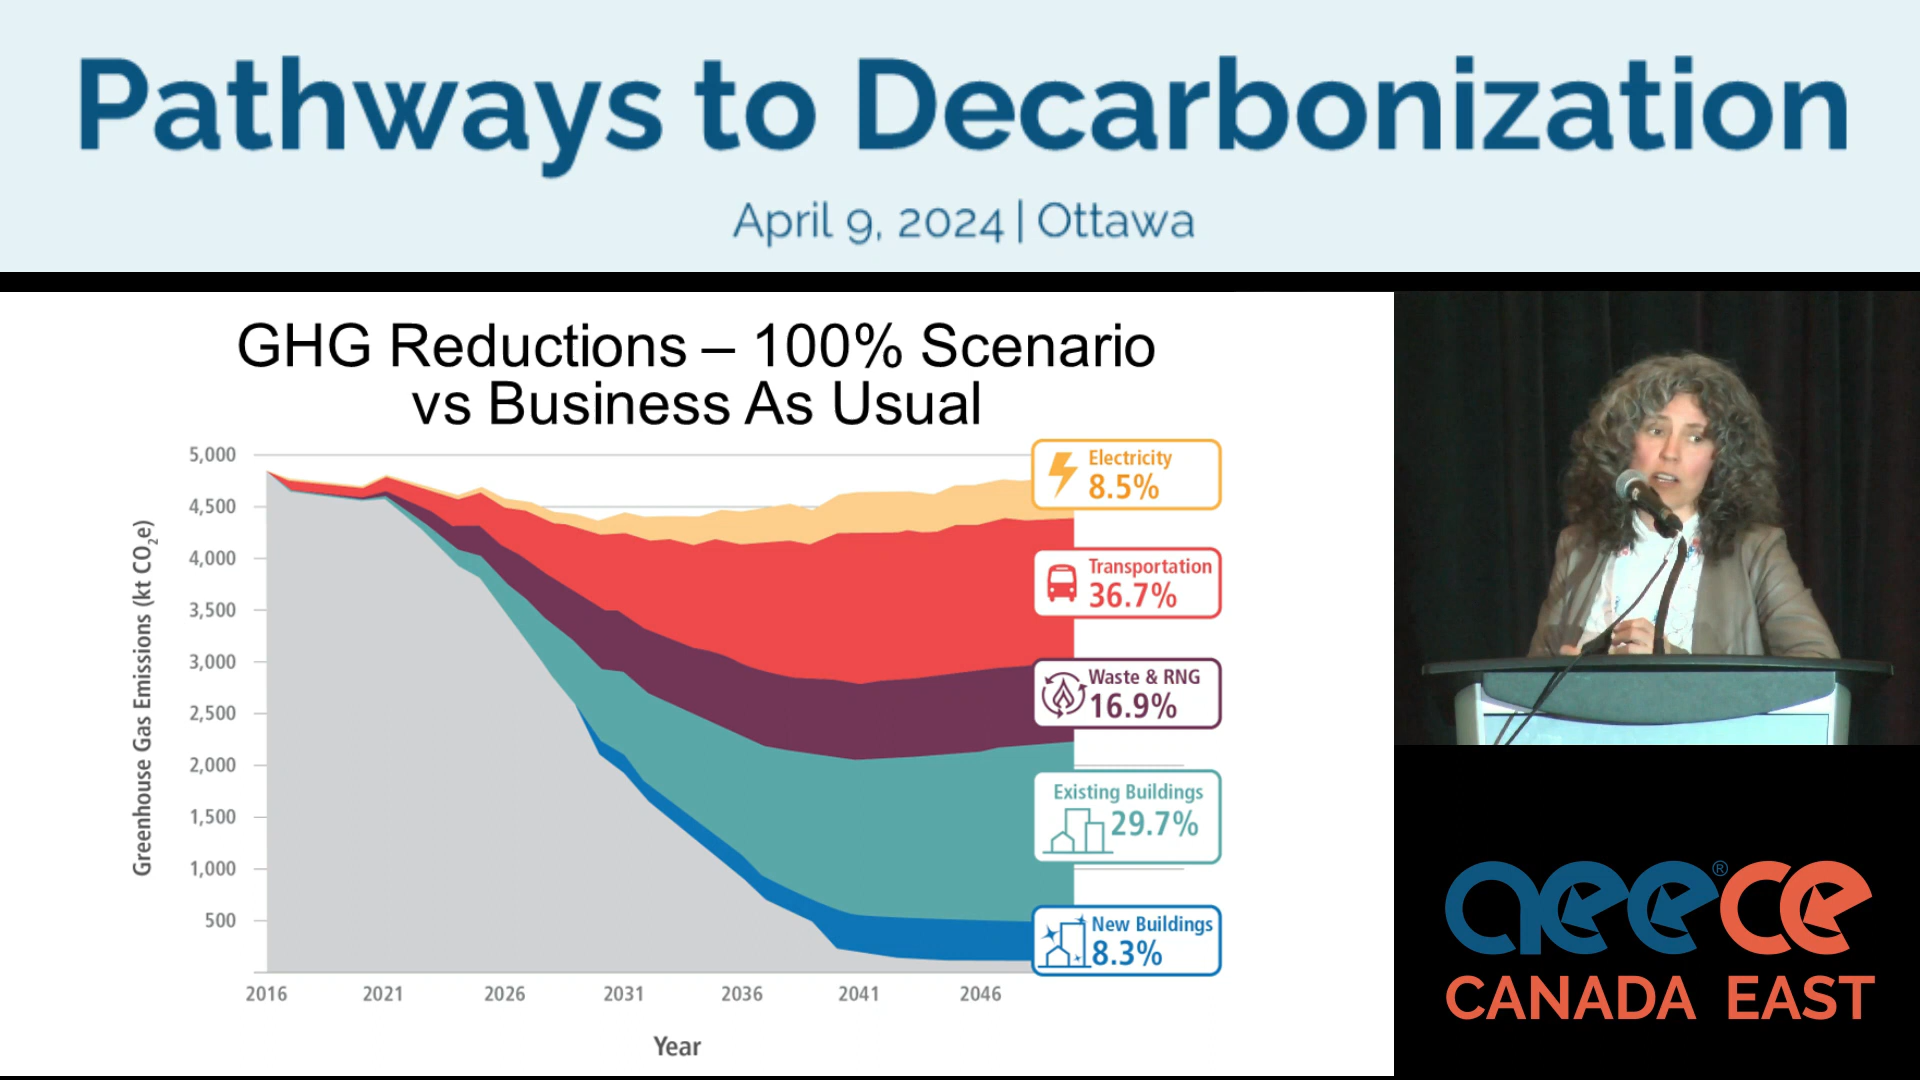 Pathways to Decarbonization
April 9, 2024 | Ottawa
GHG Reductions – 100% Scenario
vs Business As Usual
Greenhouse Gas Emissions (kt CO₂e)
5,000
4,500
4,000
3,500
3,000
2,500
2,000
1,500
1,000
500
2016
2021
2026
2031
2036
2041
2046
Year
Electricity
8.5%
Transportation
36.7%
Waste & RNG
16.9%
Existing Buildings
29.7%
New Buildings
8.3%
aee®ce
CANADA EAST